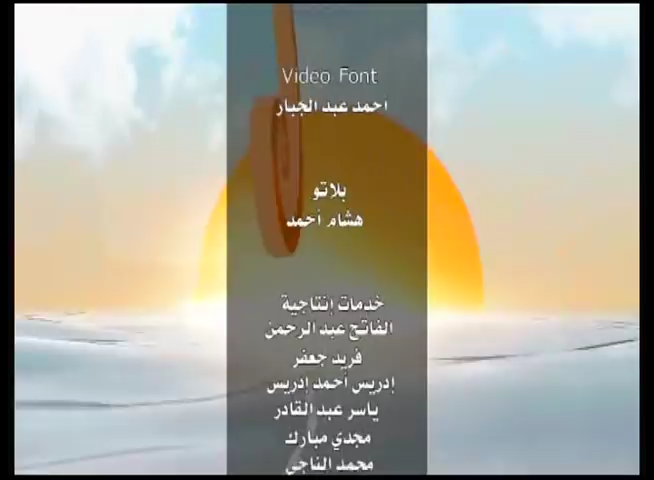 Video Font
احمد عبد الجبار
بلاتو
هشام أحمد
خدمات إنتاجية
الفاتح عبد الرحمن
فريد جعفر
إدريس أحمد إدريس
ياسر عبد القادر
مجدي مبارك
محمد الناجي